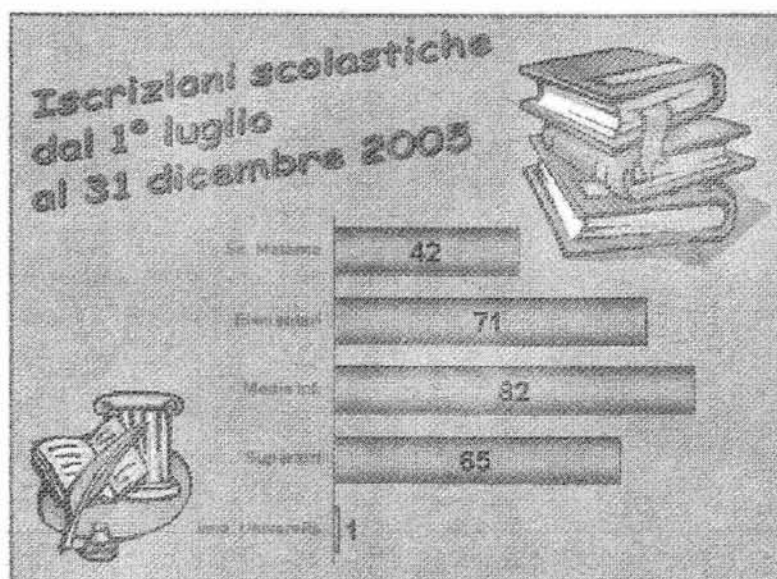 Iscrizioni scolastiche
dal 1° luglio
al 31 dicembre 2005
Sc. Materna 42
Elementari 71
Medie Inf. 82
Superiori 65
Università 1